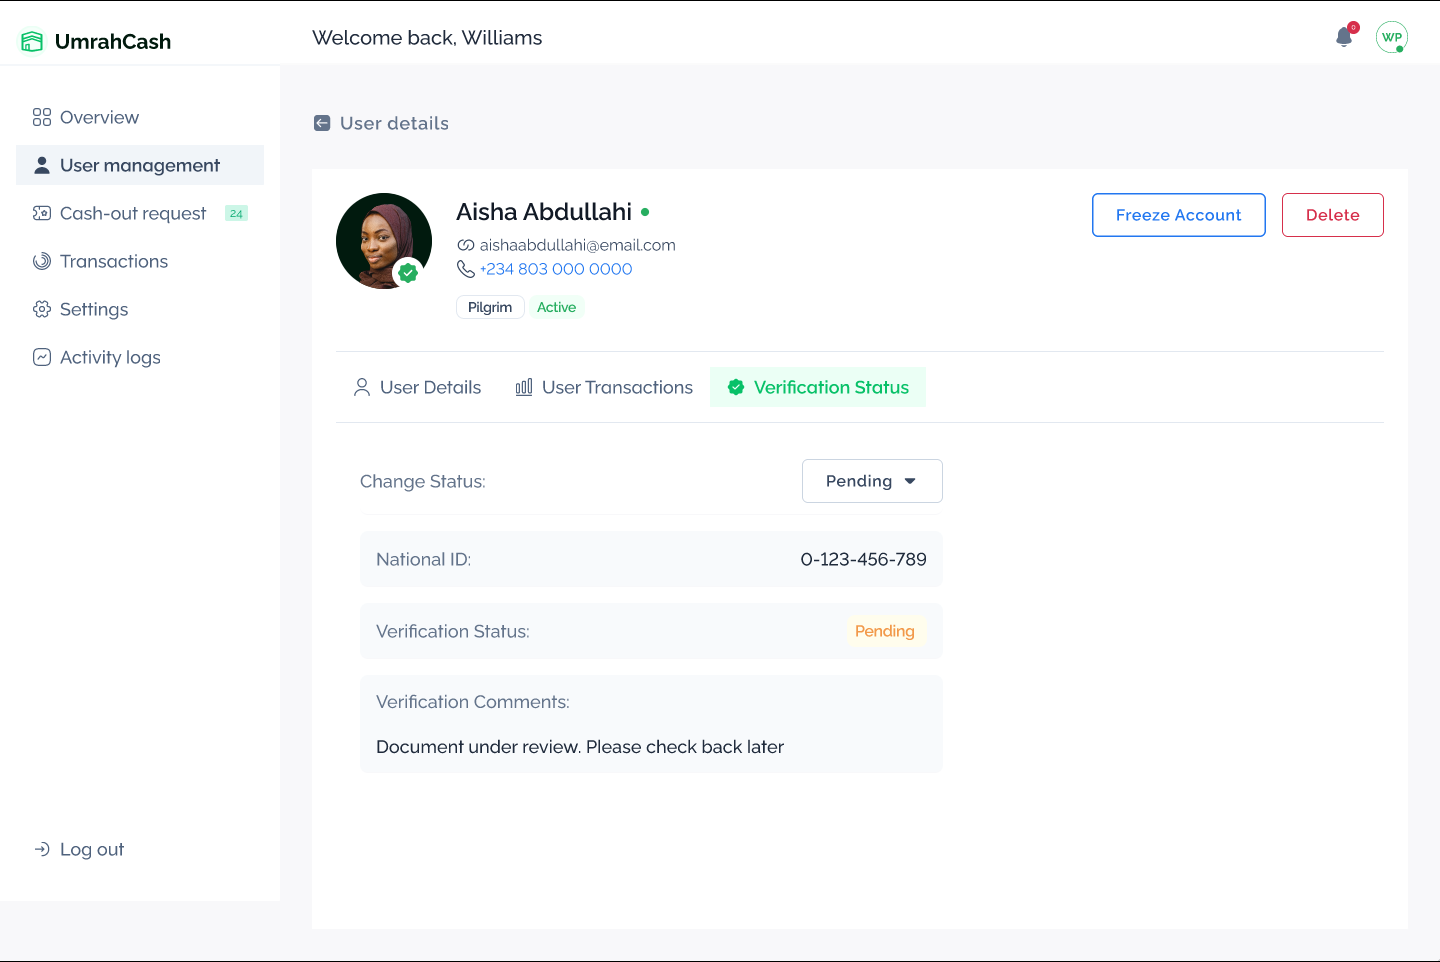 UmrahCash
Welcome back, Williams
0
WP
Overview
User management
Cash-out request 24
Transactions
Settings
Activity logs
Log out
User details
Aisha Abdullahi
aishaabdullahi@email.com
+234 803 000 0000
Pilgrim Active
Freeze Account Delete
User Details User Transactions Verification Status
Change Status: Pending
National ID: 0-123-456-789
Verification Status: Pending
Verification Comments:
Document under review. Please check back later